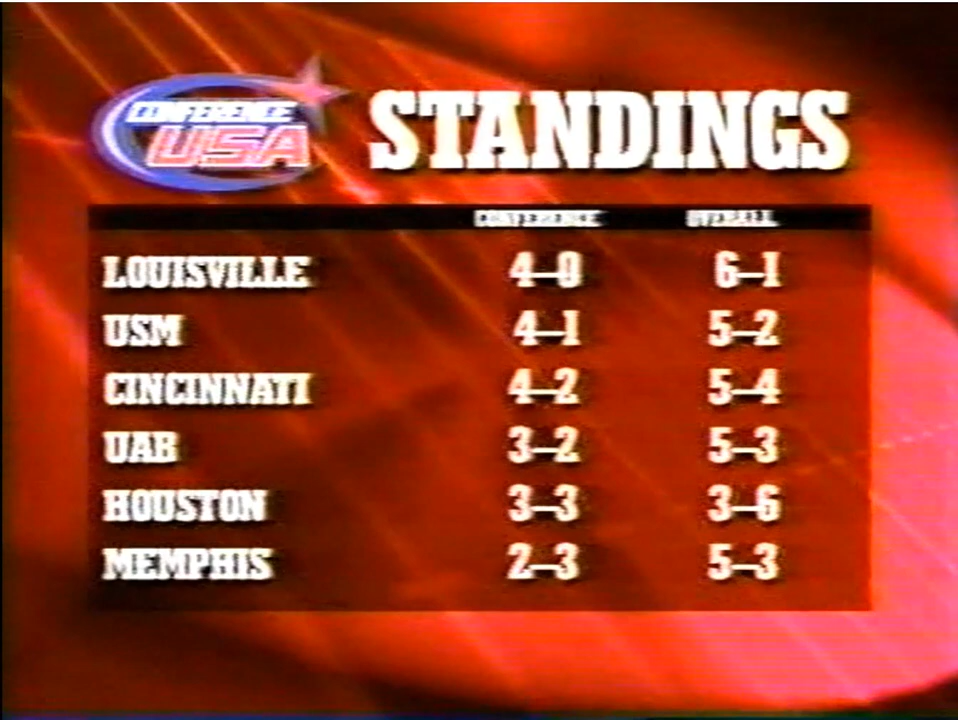 CONFERENCE
USA
STANDINGS
CONFERENCE OVERALL
LOUISVILLE 4–0 6–1
USM 4–1 5–2
CINCINNATI 4–2 5–4
UAB 3–2 5–3
HOUSTON 3–3 3–6
MEMPHIS 2–3 5–3